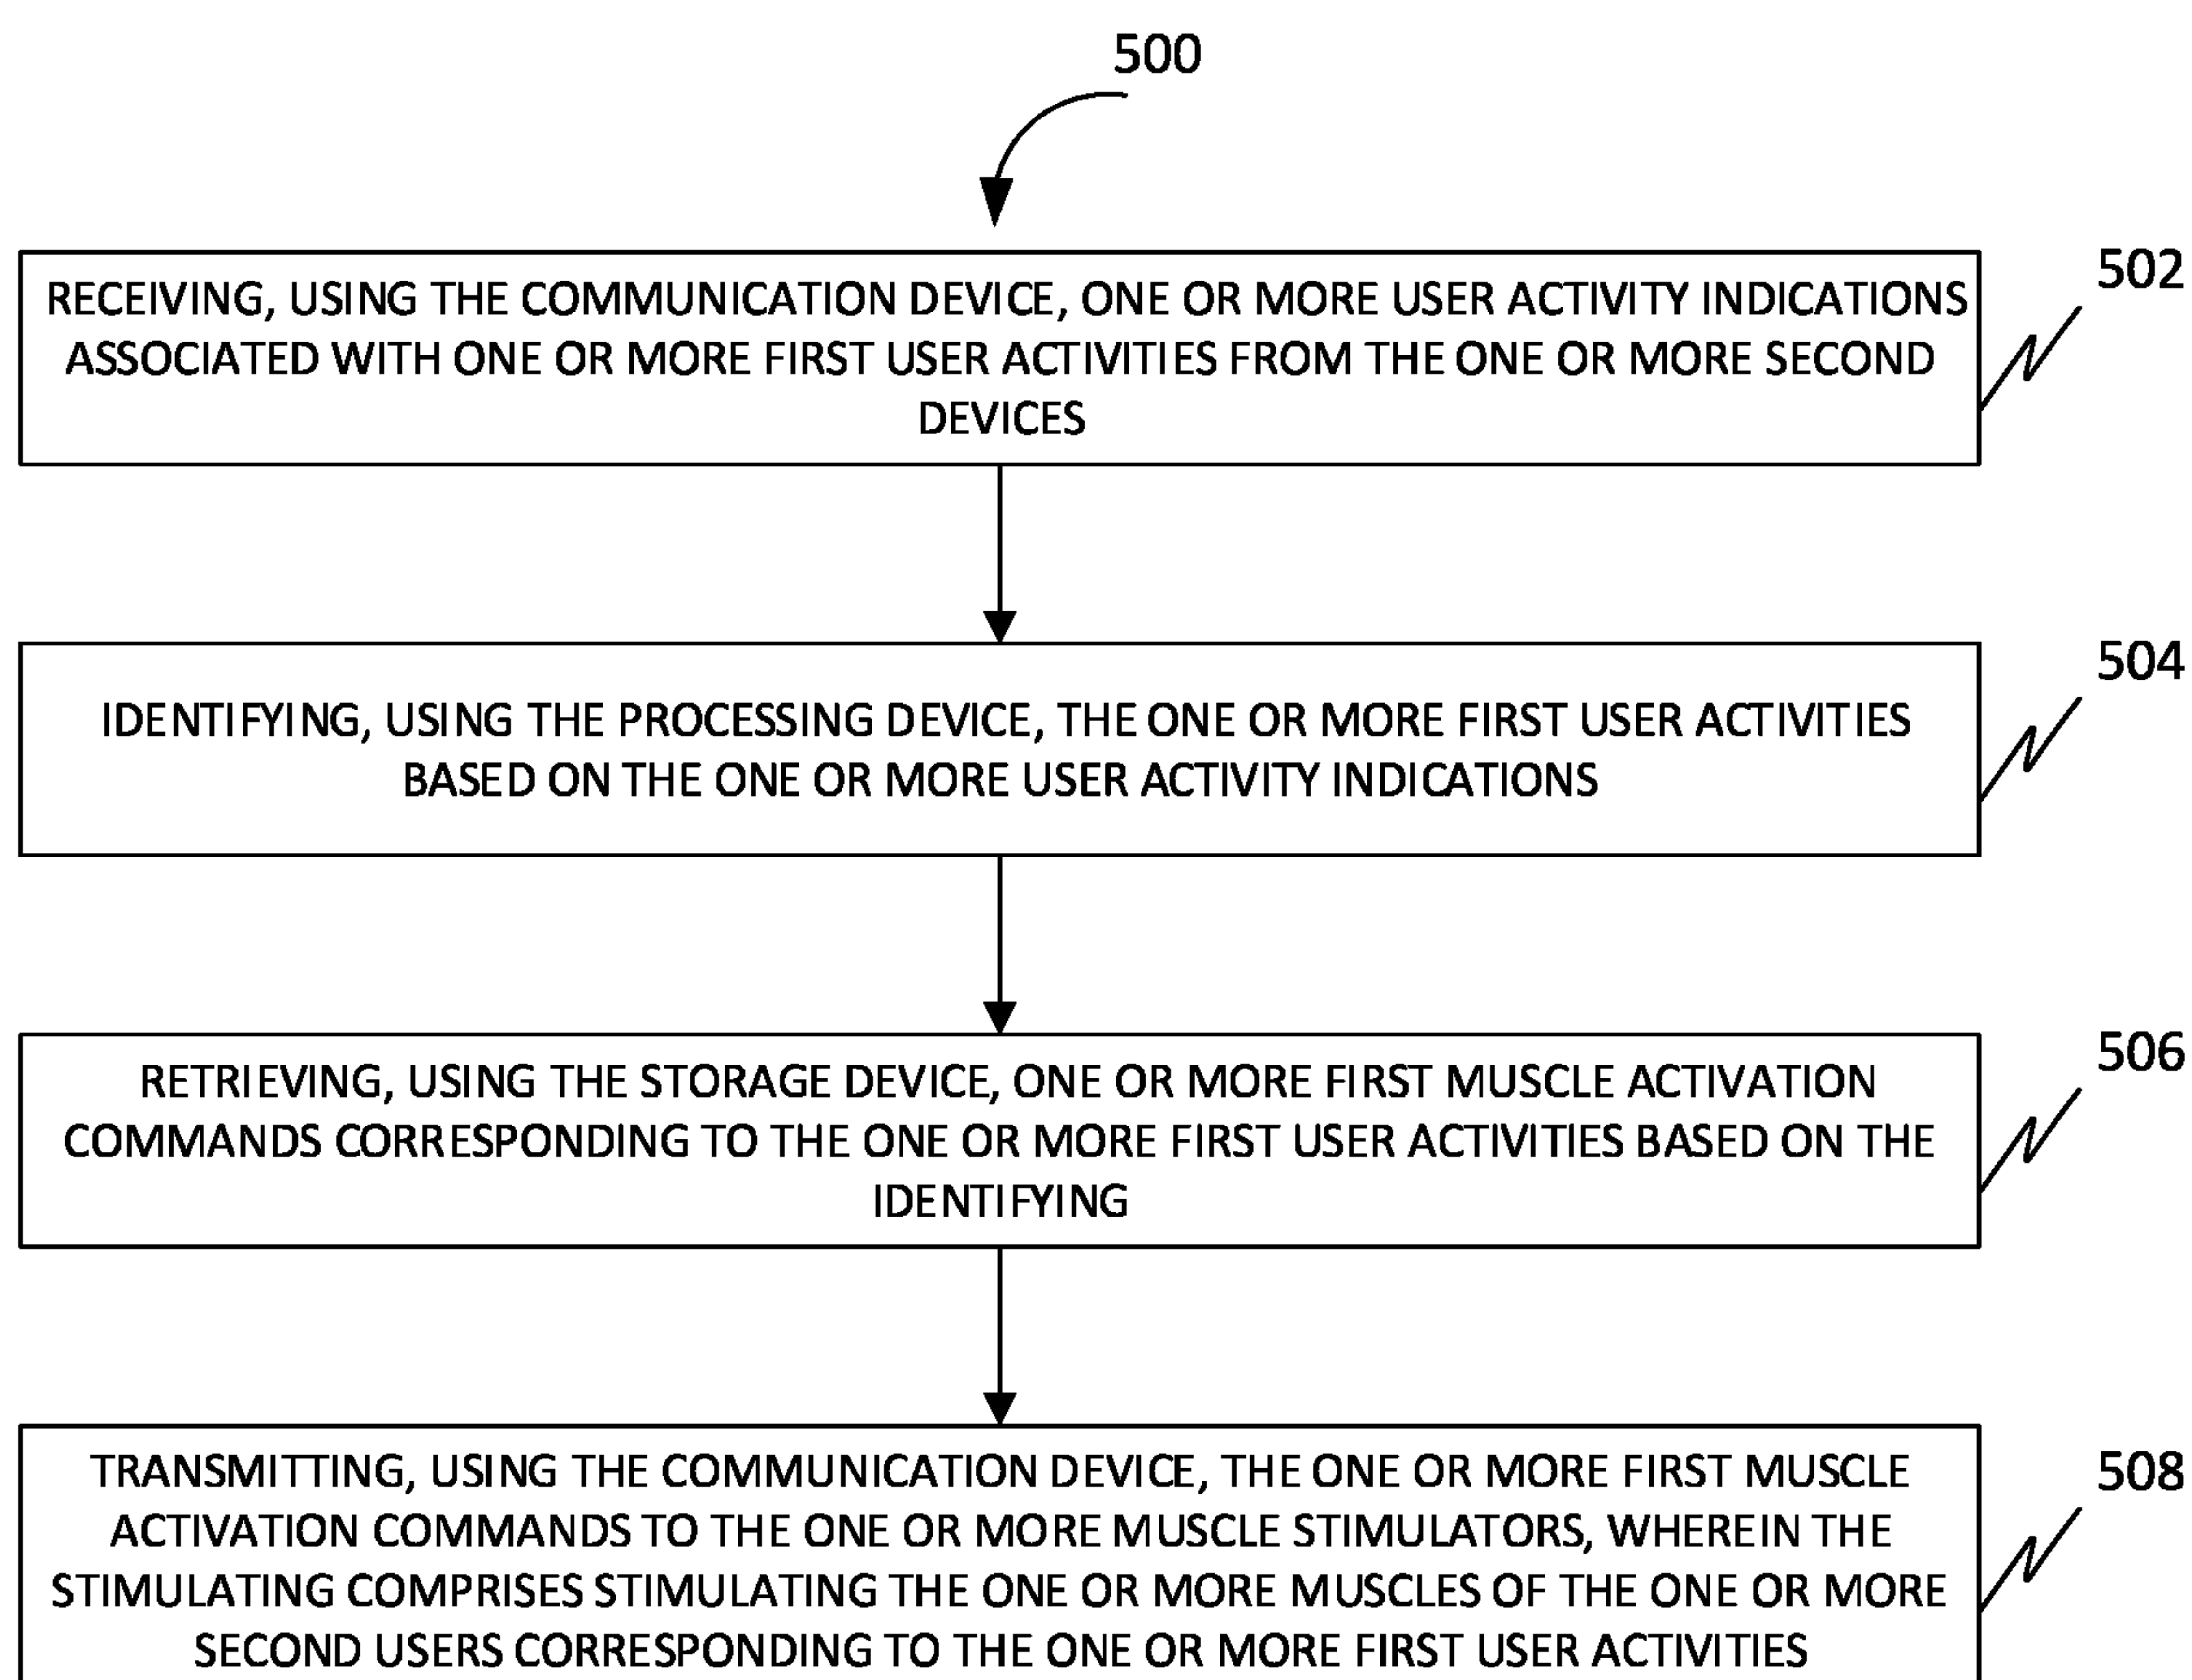 500
RECEIVING, USING THE COMMUNICATION DEVICE, ONE OR MORE USER ACTIVITY INDICATIONS
ASSOCIATED WITH ONE OR MORE FIRST USER ACTIVITIES FROM THE ONE OR MORE SECOND
DEVICES
502
IDENTIFYING, USING THE PROCESSING DEVICE, THE ONE OR MORE FIRST USER ACTIVITIES
BASED ON THE ONE OR MORE USER ACTIVITY INDICATIONS
504
RETRIEVING, USING THE STORAGE DEVICE, ONE OR MORE FIRST MUSCLE ACTIVATION
COMMANDS CORRESPONDING TO THE ONE OR MORE FIRST USER ACTIVITIES BASED ON THE
IDENTIFYING
506
TRANSMITTING, USING THE COMMUNICATION DEVICE, THE ONE OR MORE FIRST MUSCLE
ACTIVATION COMMANDS TO THE ONE OR MORE MUSCLE STIMULATORS, WHEREIN THE
STIMULATING COMPRISES STIMULATING THE ONE OR MORE MUSCLES OF THE ONE OR MORE
SECOND USERS CORRESPONDING TO THE ONE OR MORE FIRST USER ACTIVITIES
508